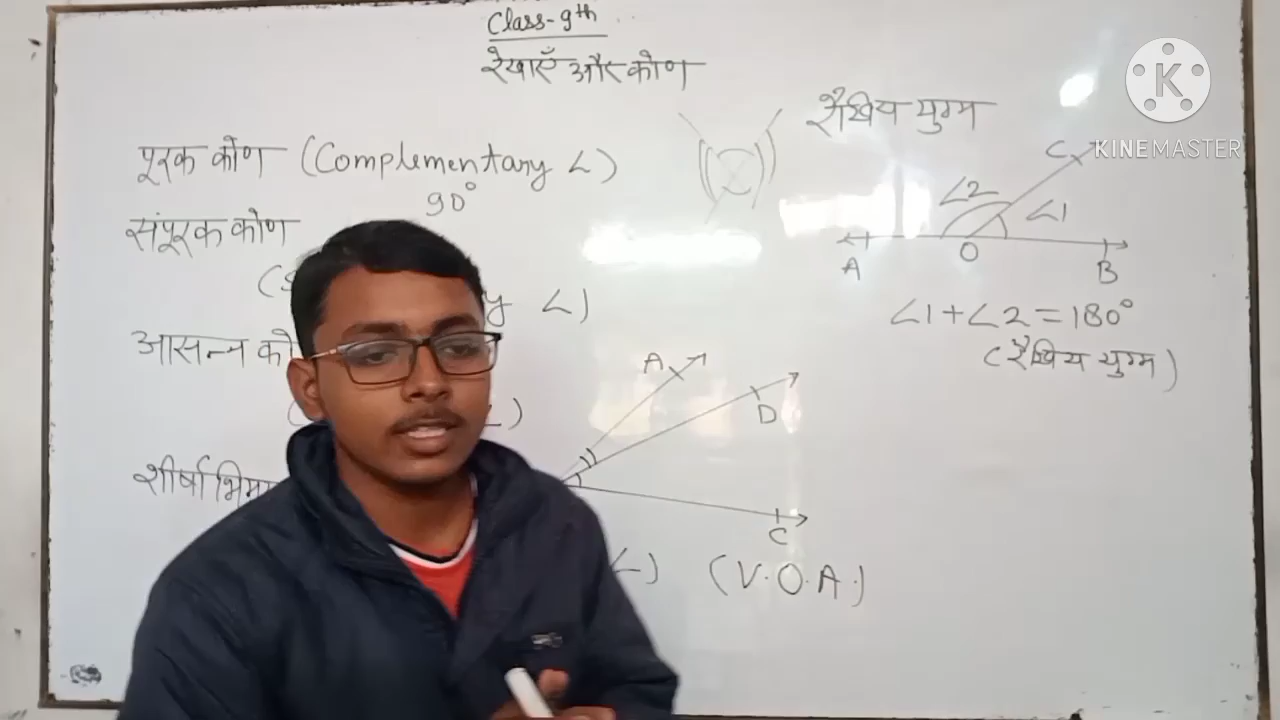 Class-9th
रेखाएँ और कोण
पूरक कोण (Complementary ∠)
90°
संपूरक कोण
∠)
आसन्न
(V.O.A.)
A
D
C
रैखिय युग्म
C
∠2
∠1
A
O
B
∠1+∠2=180°
(रैखिय युग्म)
K
KINEMASTER